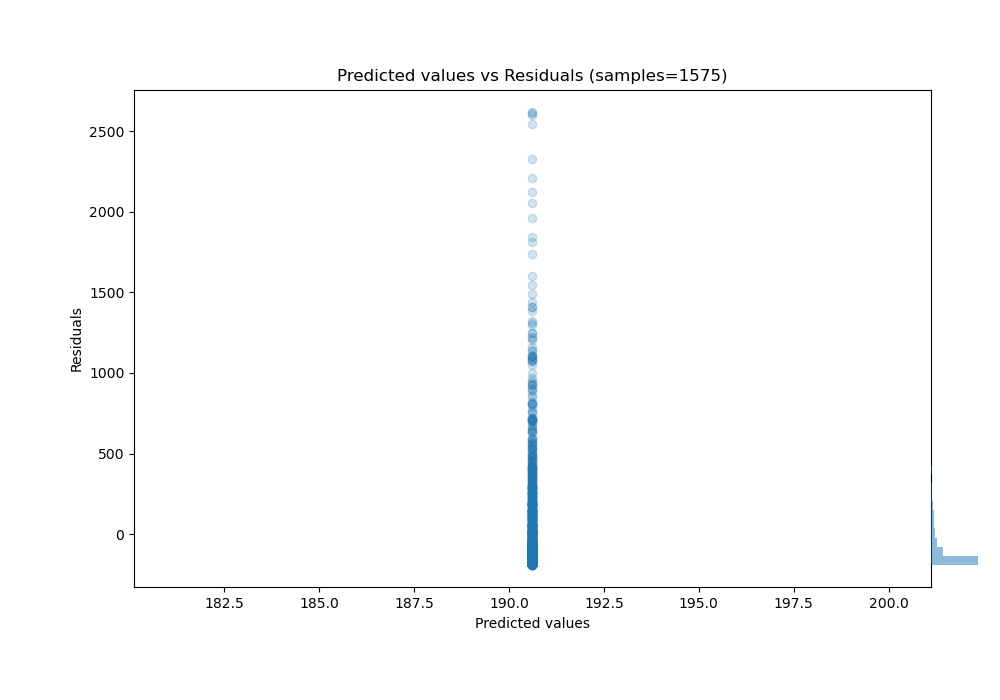 Predicted values vs Residuals (samples=1575)
2500
2000
1500
1000
500
0
Residuals
182.5 185.0 187.5 190.0 192.5 195.0 197.5 200.0
Predicted values